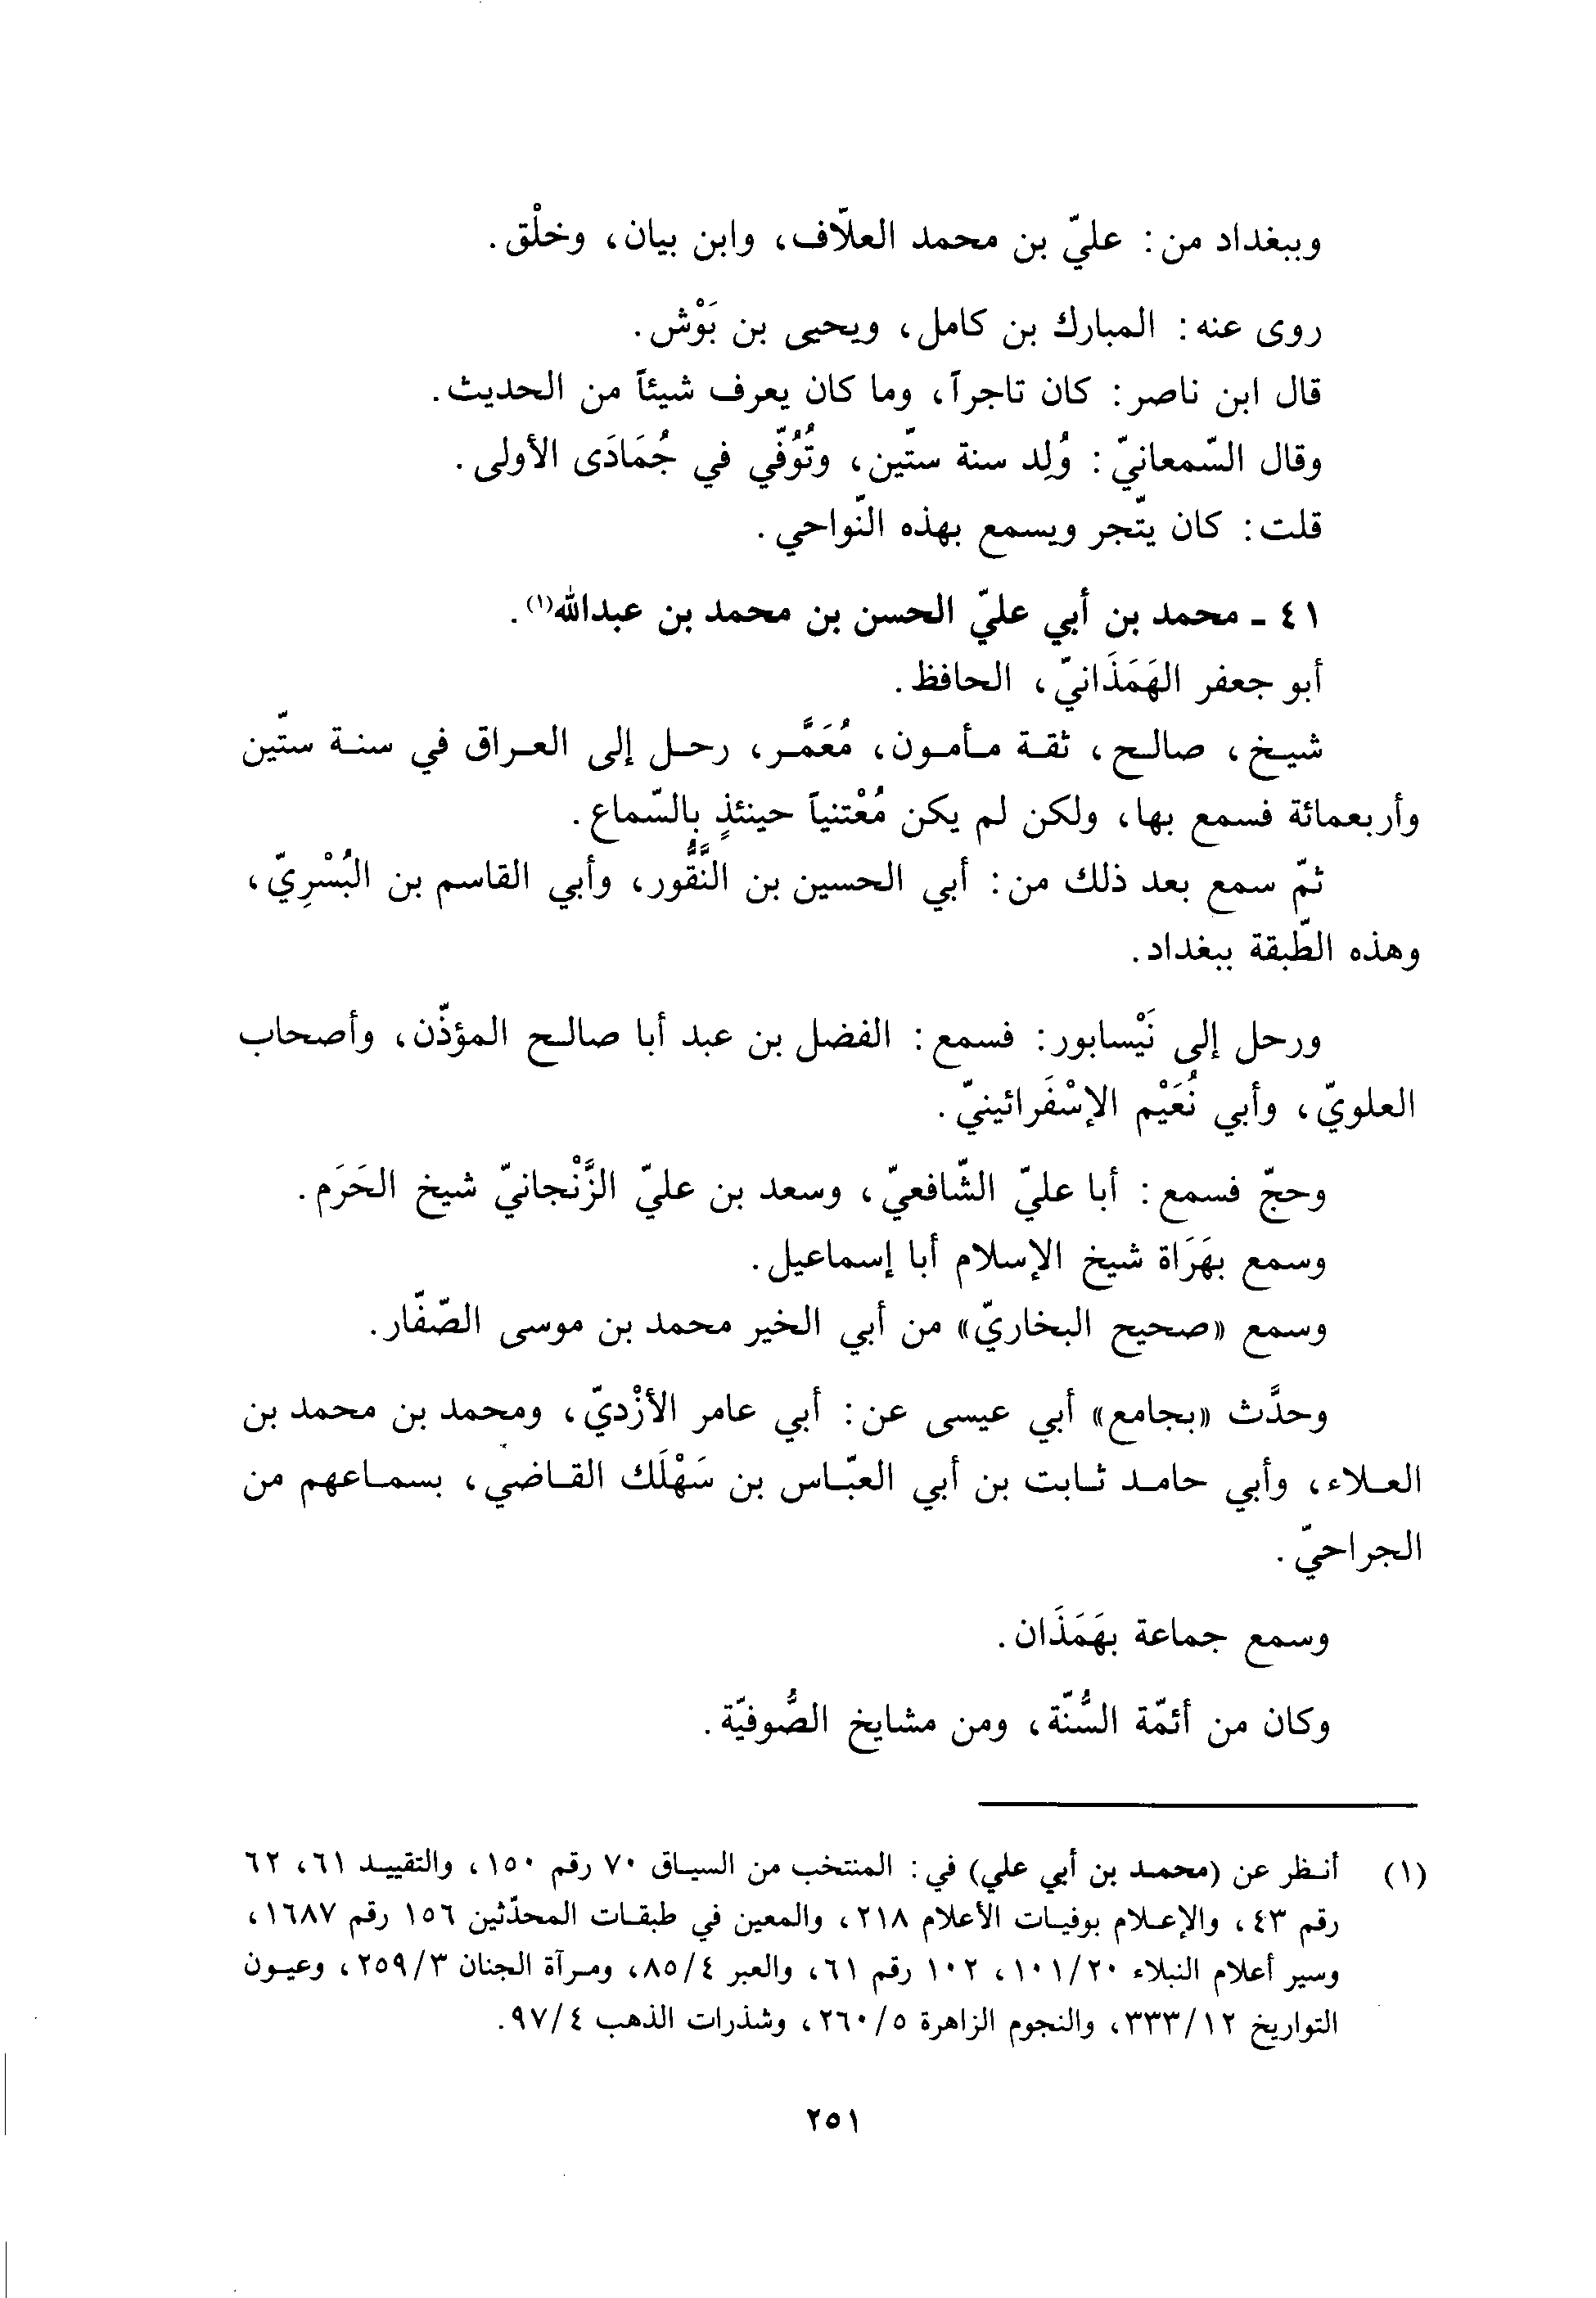 وببغداد من: عليّ بن محمد العلّاف، وابن بيان، وخلْق.
روى عنه: المبارك بن كامل، ويحيى بن بَوْش.
قال ابن ناصر: كان تاجراً، وما كان يعرف شيئاً من الحديث.
وقال السّمعانيّ: وُلِد سنة ستّين، وتُوُفّي في جُمَادَى الأولى.
قلت: كان يتّجر ويسمع بهذه النّواحي.
٤١ - محمد بن أبي عليّ الحسن بن محمد بن عبدالله(١).
أبو جعفر الهَمَذَانيّ، الحافظ.
شيخ، صالح، ثقة مأمون، مُعَمَّر، رحل إلى العراق في سنة ستّين
وأربعمائة فسمع بها، ولكن لم يكن مُعْتنياً حينئذٍ بالسّماع.
ثمّ سمع بعد ذلك من: أبي الحسين بن النَّقُّور، وأبي القاسم بن البُسْرِيّ،
وهذه الطّبقة ببغداد.
ورحل إلى نَيْسابور: فسمع: الفضل بن عبد أبا صالح المؤذّن، وأصحاب
العلويّ، وأبي نُعَيْم الإسْفَرائينيّ.
وحجّ فسمع: أبا عليّ الشّافعيّ، وسعد بن عليّ الزَّنْجانيّ شيخ الحَرَم.
وسمع بهَرَاة شيخ الإسلام أبا إسماعيل.
وسمع «صحيح البخاريّ» من أبي الخير محمد بن موسى الصّفّار.
وحدَّث «بجامع» أبي عيسى عن: أبي عامر الأزْديّ، ومحمد بن محمد بن
العلاء، وأبي حامد ثابت بن أبي العبّاس بن سَهْلَك القاضي، بسماعهم من
الجراحيّ.
وسمع جماعة بهَمَذَان.
وكان من أئمّة السُّنّة، ومن مشايخ الصُّوفيّة.
(١) أنظر عن (محمد بن أبي علي) في: المنتخب من السياق ٧٠ رقم ١٥٠، والتقييد ٦١، ٦٢
رقم ٤٣، والإعلام بوفيات الأعلام ٢١٨، والمعين في طبقات المحدّثين ١٥٦ رقم ١٦٨٧،
وسير أعلام النبلاء ١٠١/٢٠، ١٠٢ رقم ٦١، والعبر ٨٥/٤، ومرآة الجنان ٢٥٩/٣، وعيون
التواريخ ٣٣٣/١٢، والنجوم الزاهرة ٢٦٠/٥، وشذرات الذهب ٩٧/٤.
٢٥١